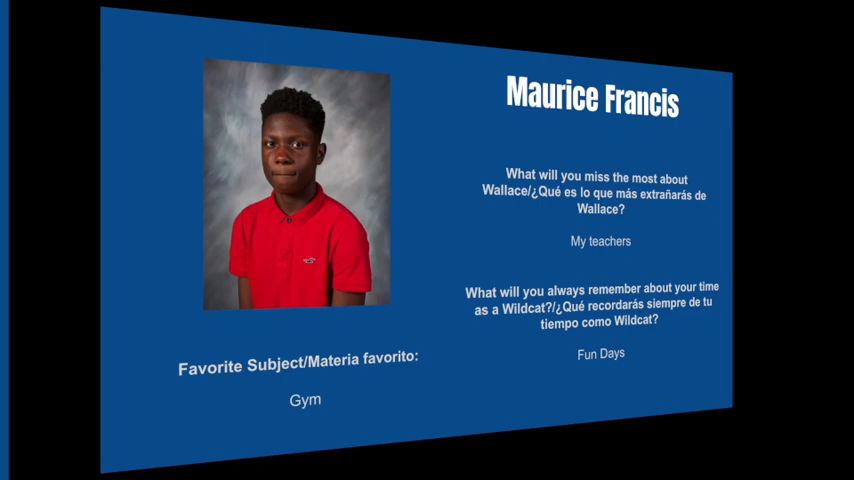 Maurice Francis
What will you miss the most about
Wallace/¿Qué es lo que más extrañarás de
Wallace?
My teachers
What will you always remember about your time
as a Wildcat?/¿Qué recordarás siempre de tu
tiempo como Wildcat?
Fun Days
Favorite Subject/Materia favorito:
Gym